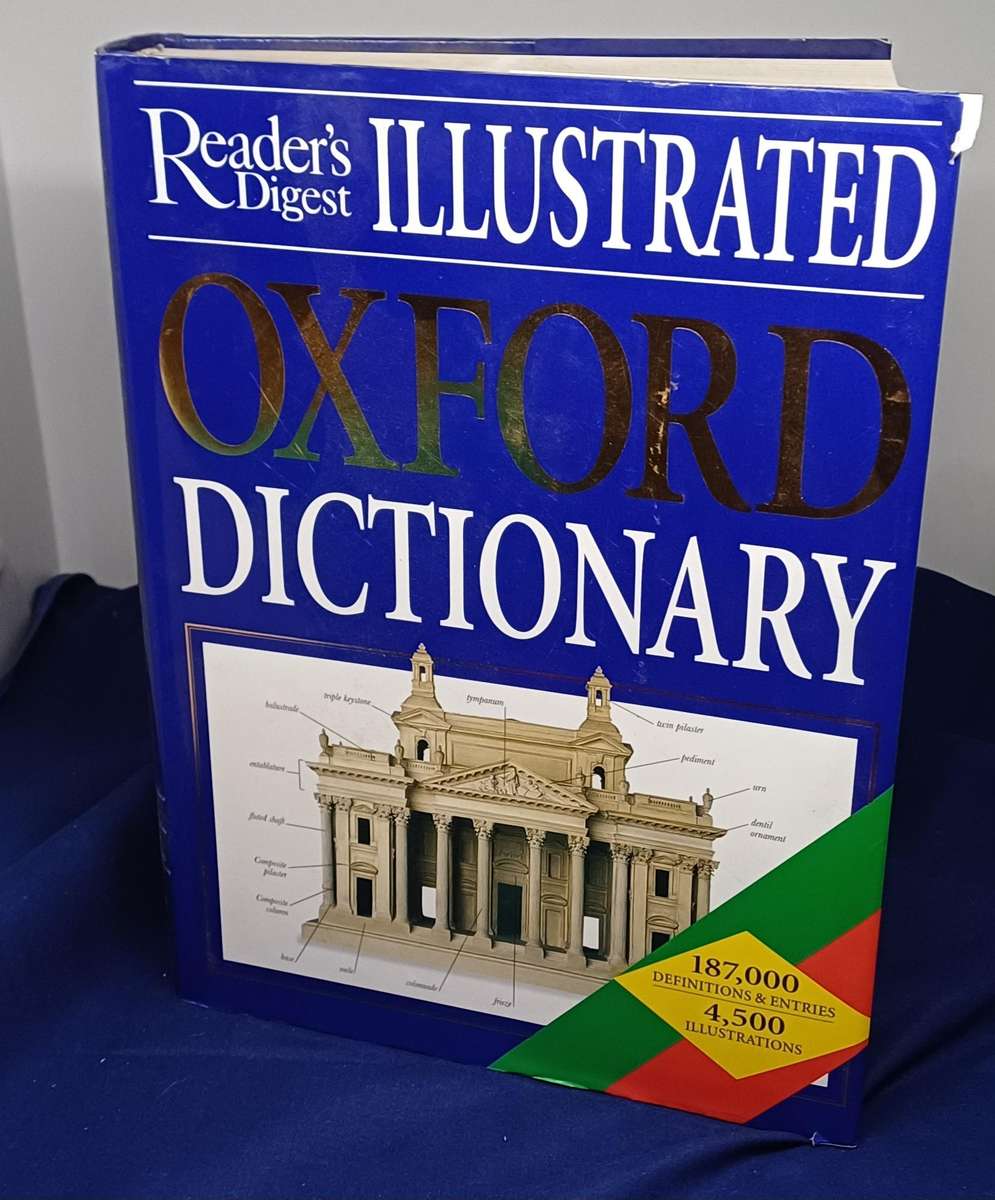 Reader's
Digest
ILLUSTRATED
OXFORD
DICTIONARY
triple keystone
tympanum
balustrade
twin pilaster
entablature
pediment
urn
fluted shaft
dentil
ornament
Composite
pilaster
Composite
column
base
socle
colonnade
frieze
187,000
DEFINITIONS & ENTRIES
4,500
ILLUSTRATIONS